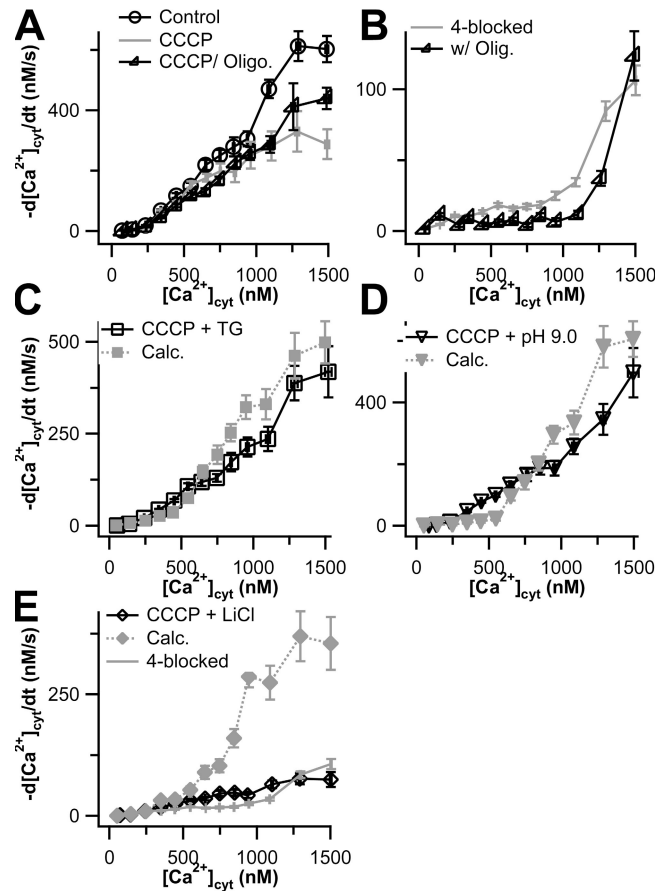 A
Control
CCCP
CCCP/ Oligo.
-d[Ca2+]cyt/dt (nM/s)
400
0
0
500
1000
1500
[Ca2+]cyt (nM)
B
4-blocked
w/ Olig.
100
0
0
500
1000
1500
[Ca2+]cyt (nM)
C
CCCP + TG
Calc.
-d[Ca2+]cyt/dt (nM/s)
500
250
0
0
500
1000
1500
[Ca2+]cyt (nM)
D
CCCP + pH 9.0
Calc.
400
0
0
500
1000
1500
[Ca2+]cyt (nM)
E
CCCP + LiCl
Calc.
4-blocked
-d[Ca2+]cyt/dt (nM/s)
250
0
0
500
1000
1500
[Ca2+]cyt (nM)